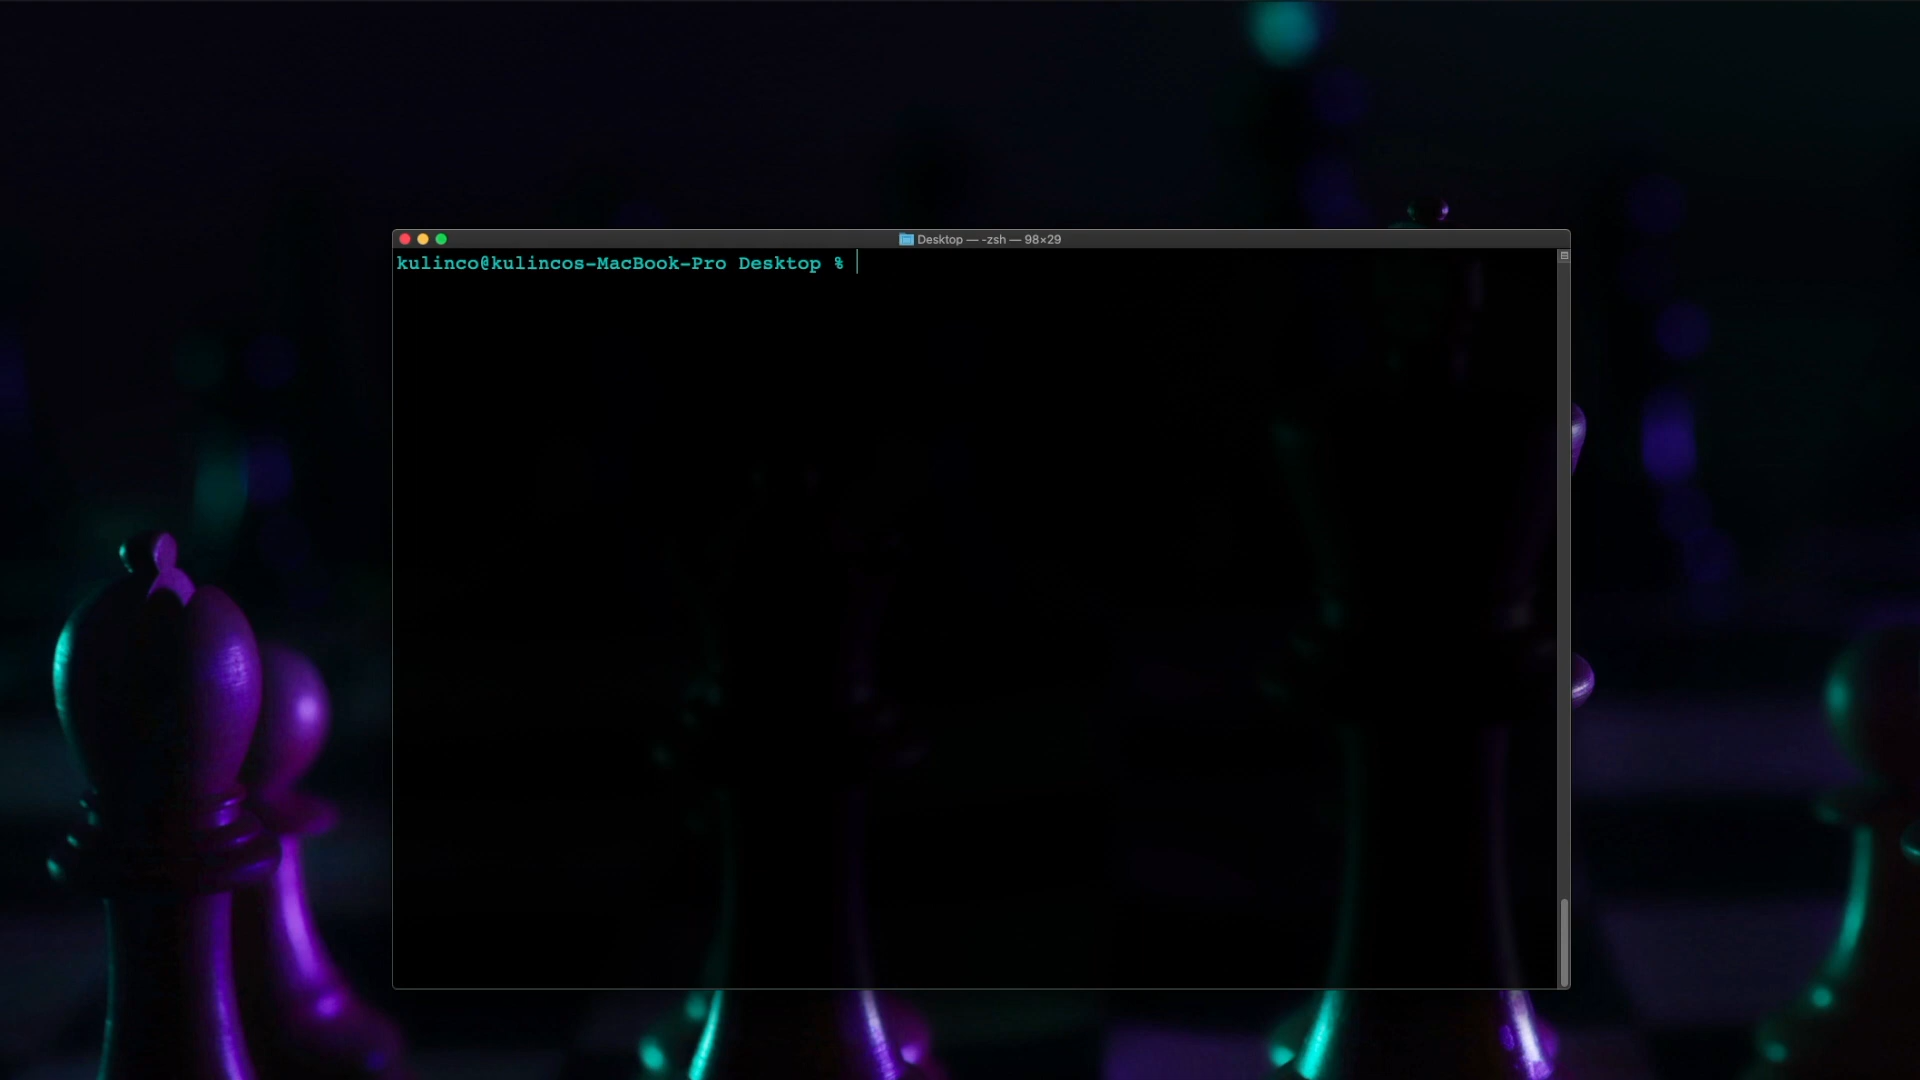 Desktop — -zsh — 98×29
kulinco@kulincos-MacBook-Pro Desktop %